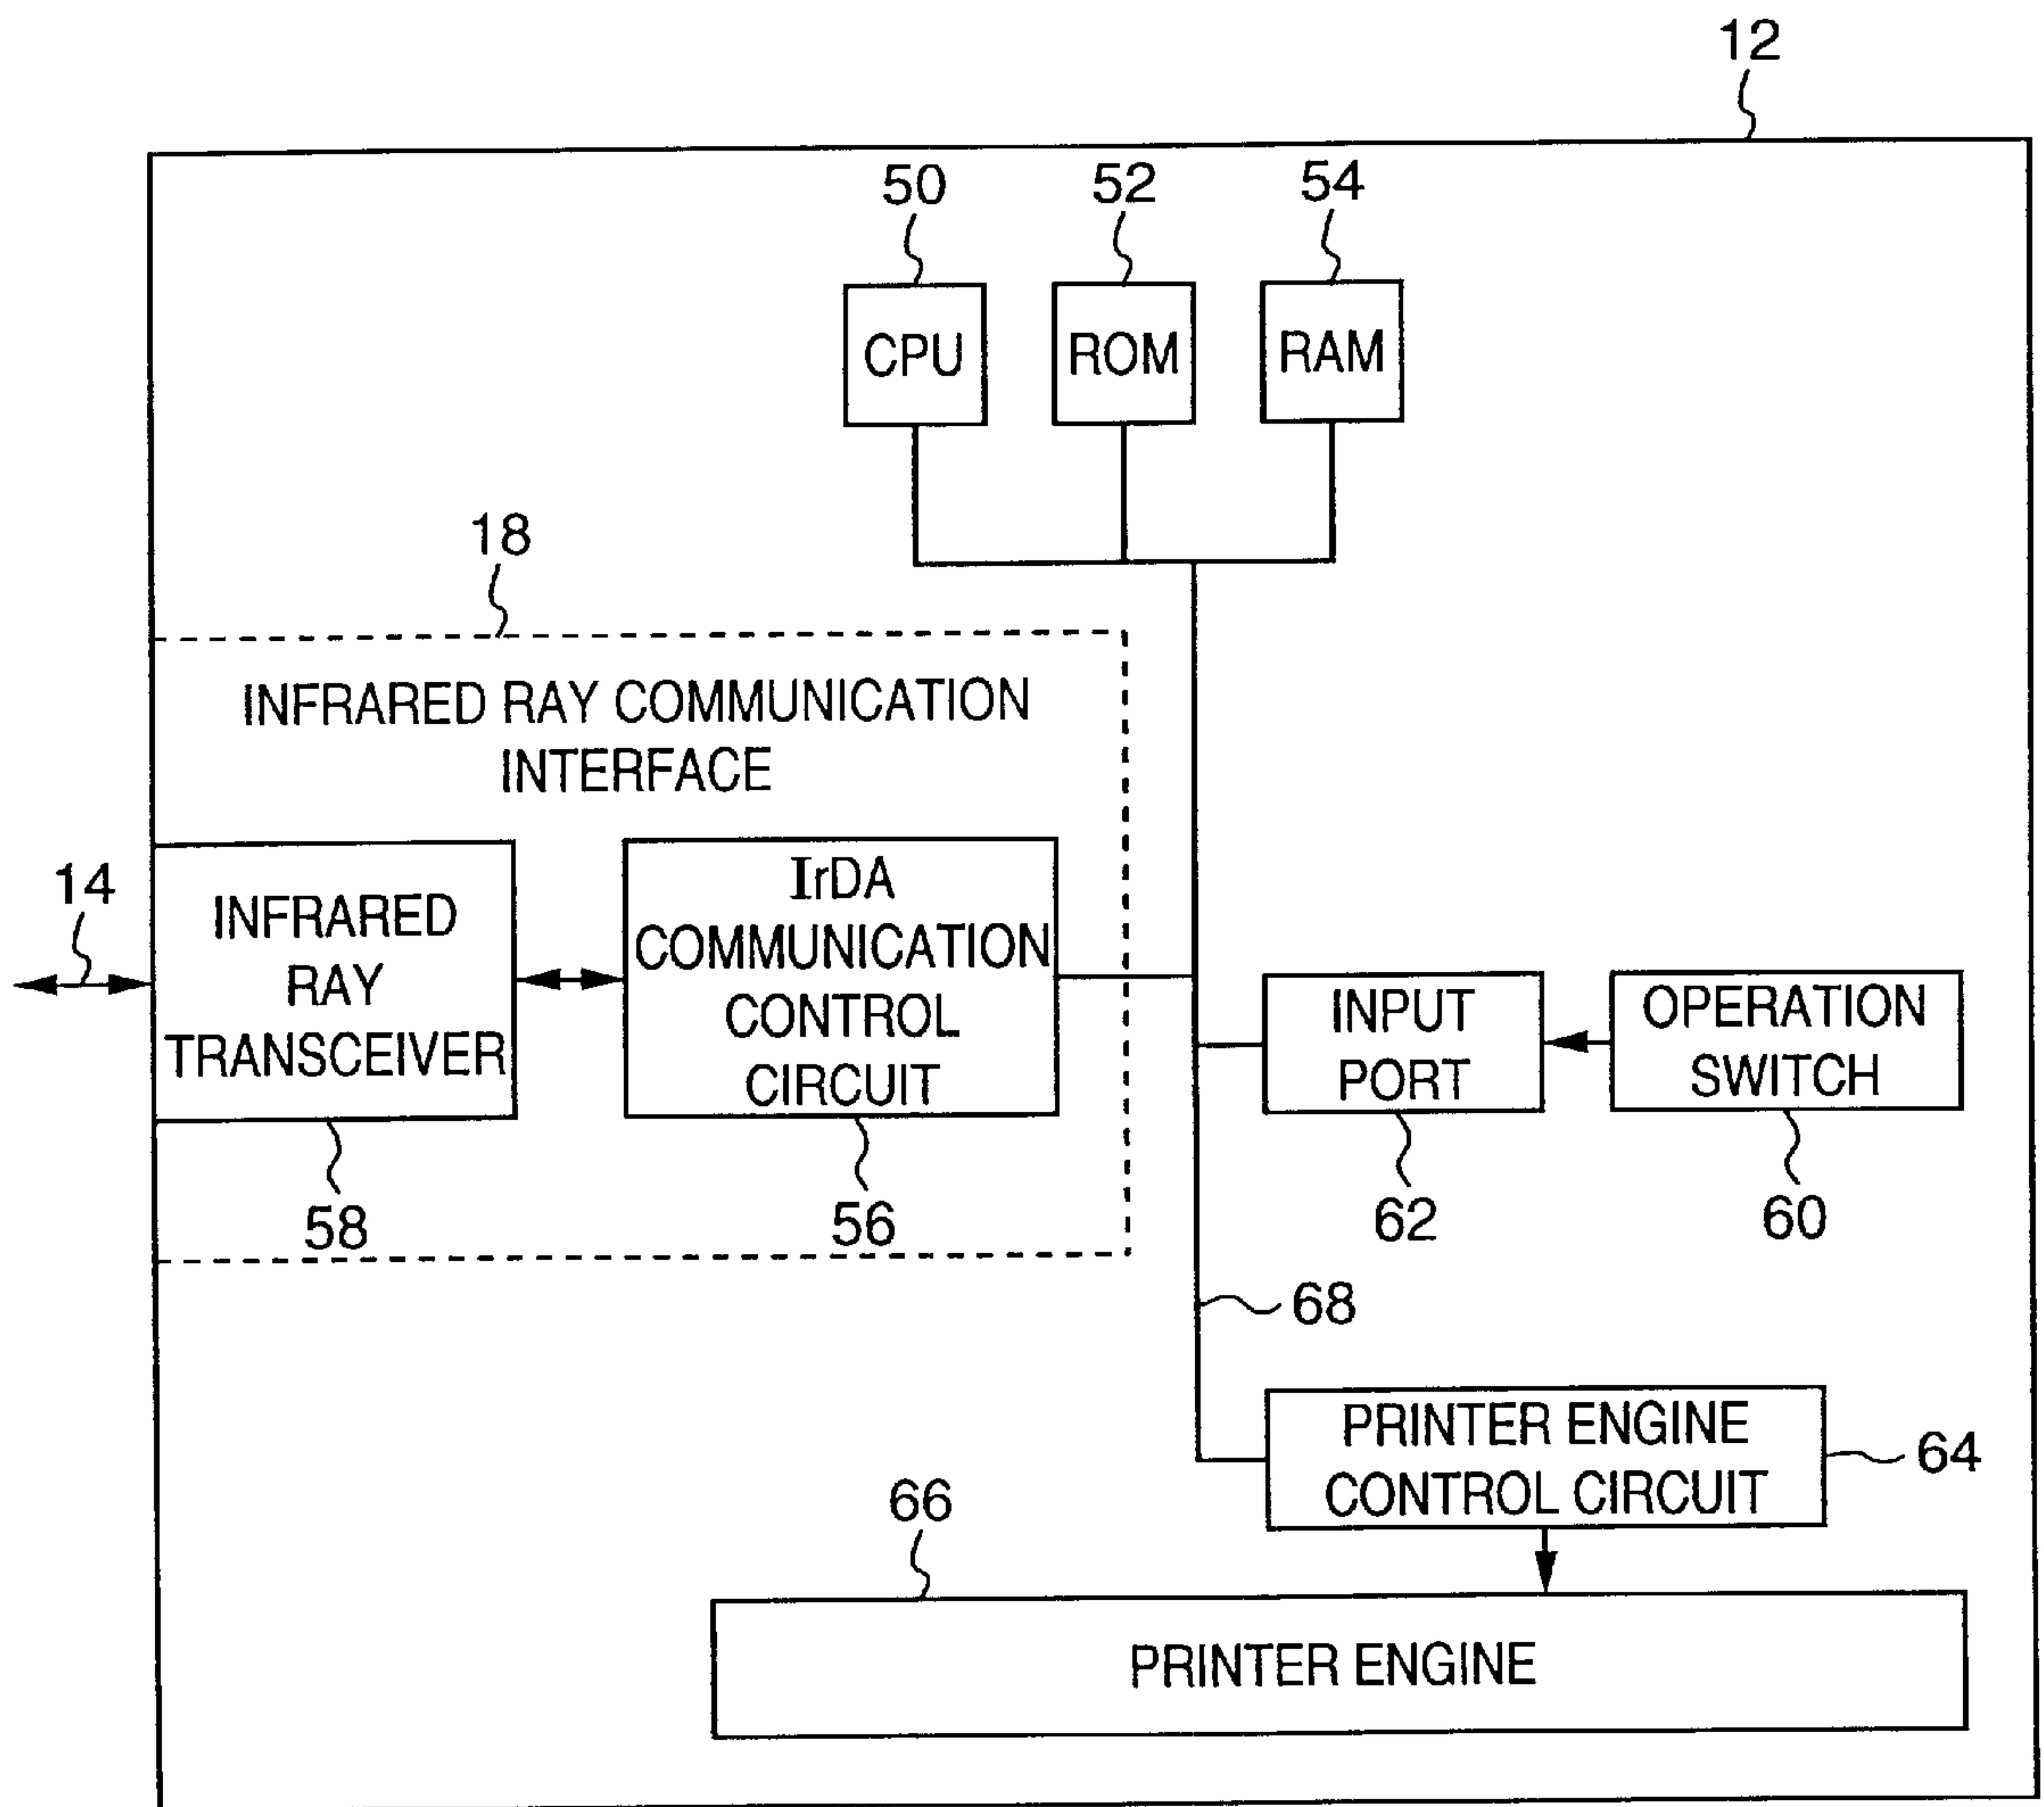 12
50
52
54
CPU
ROM
RAM
18
INFRARED RAY COMMUNICATION
INTERFACE
14
INFRARED
RAY
TRANSCEIVER
IrDA
COMMUNICATION
CONTROL
CIRCUIT
INPUT
PORT
OPERATION
SWITCH
58
56
62
60
68
PRINTER ENGINE
CONTROL CIRCUIT
64
66
PRINTER ENGINE